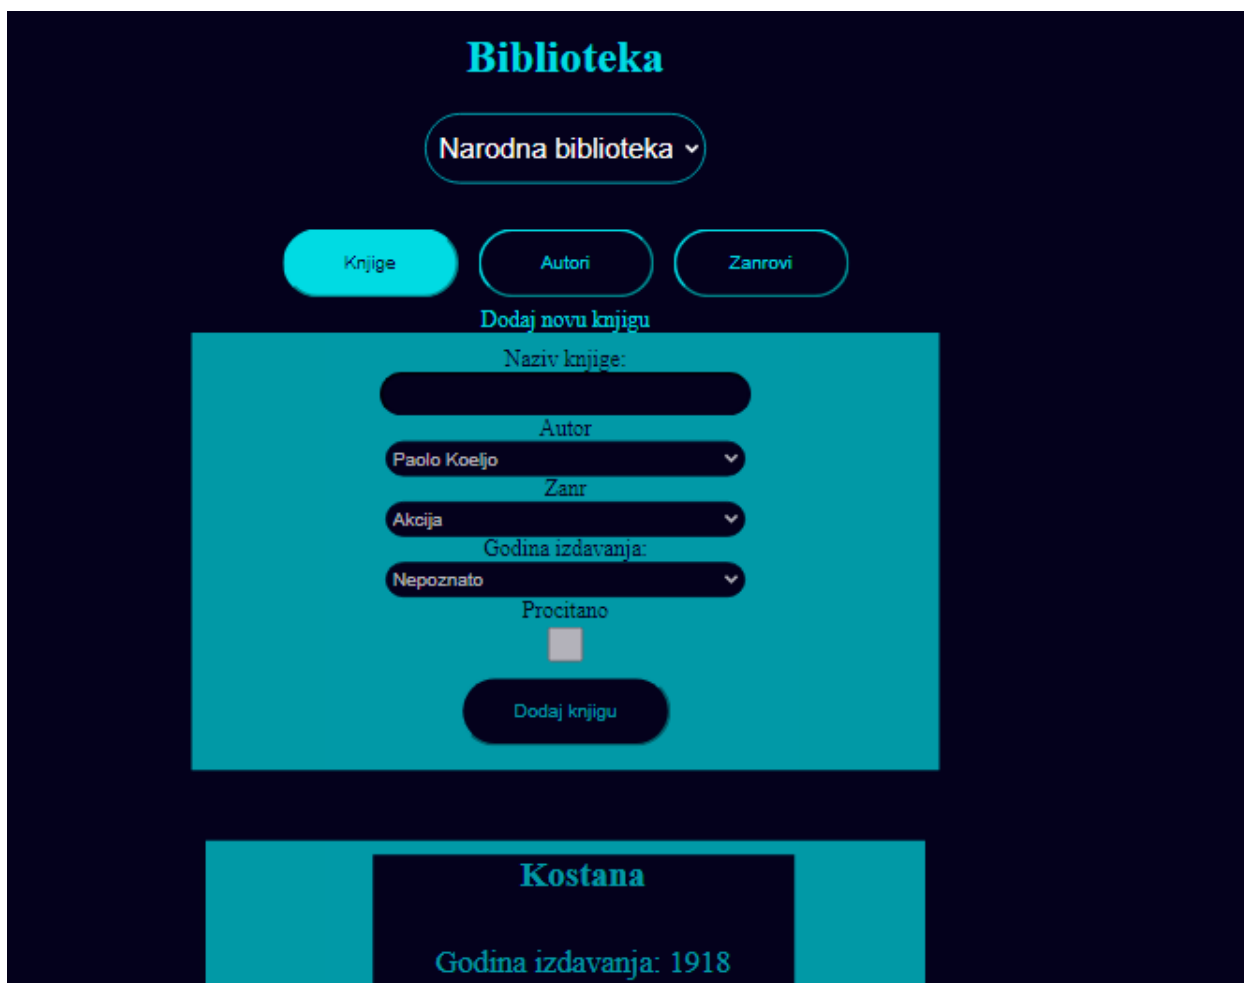 Biblioteka
Narodna biblioteka
Knjige Autori Zanrovi
Dodaj novu knjigu
Naziv knjige:
Autor
Paolo Koeljo
Zanr
Akcija
Godina izdavanja:
Nepoznato
Procitano
Dodaj knjigu
Kostana
Godina izdavanja: 1918